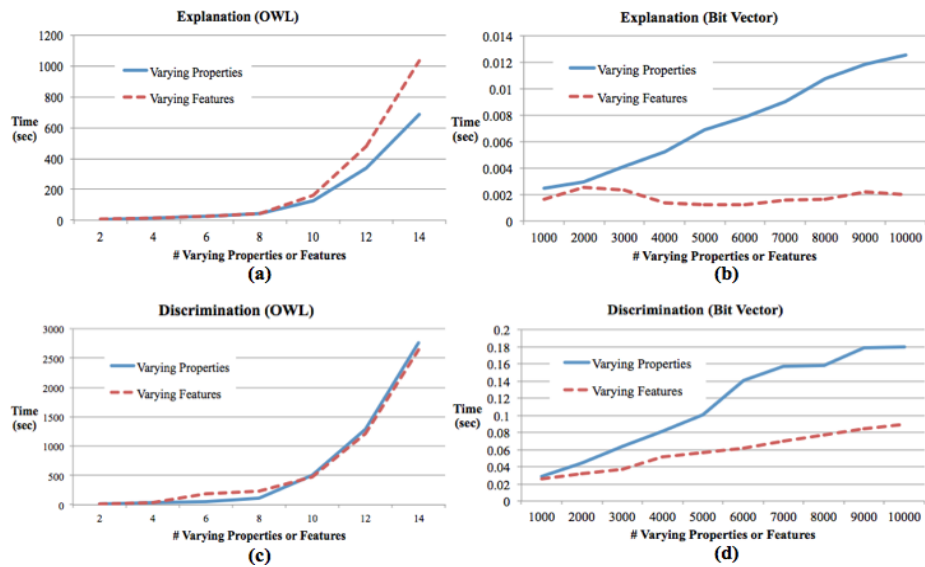 Explanation (OWL)
Time
(sec)
1200
1000
800
600
400
200
0
Varying Properties
Varying Features
2 4 6 8 10 12 14
# Varying Properties or Features
(a)
Explanation (Bit Vector)
Time
(sec)
0.014
0.012
0.01
0.008
0.006
0.004
0.002
0
Varying Properties
Varying Features
1000 2000 3000 4000 5000 6000 7000 8000 9000 10000
# Varying Properties or Features
(b)
Discrimination (OWL)
Time
(sec)
3000
2500
2000
1500
1000
500
0
Varying Properties
Varying Features
2 4 6 8 10 12 14
# Varying Properties or Features
(c)
Discrimination (Bit Vector)
Time
(sec)
0.2
0.18
0.16
0.14
0.12
0.1
0.08
0.06
0.04
0.02
0
Varying Properties
Varying Features
1000 2000 3000 4000 5000 6000 7000 8000 9000 10000
# Varying Properties or Features
(d)